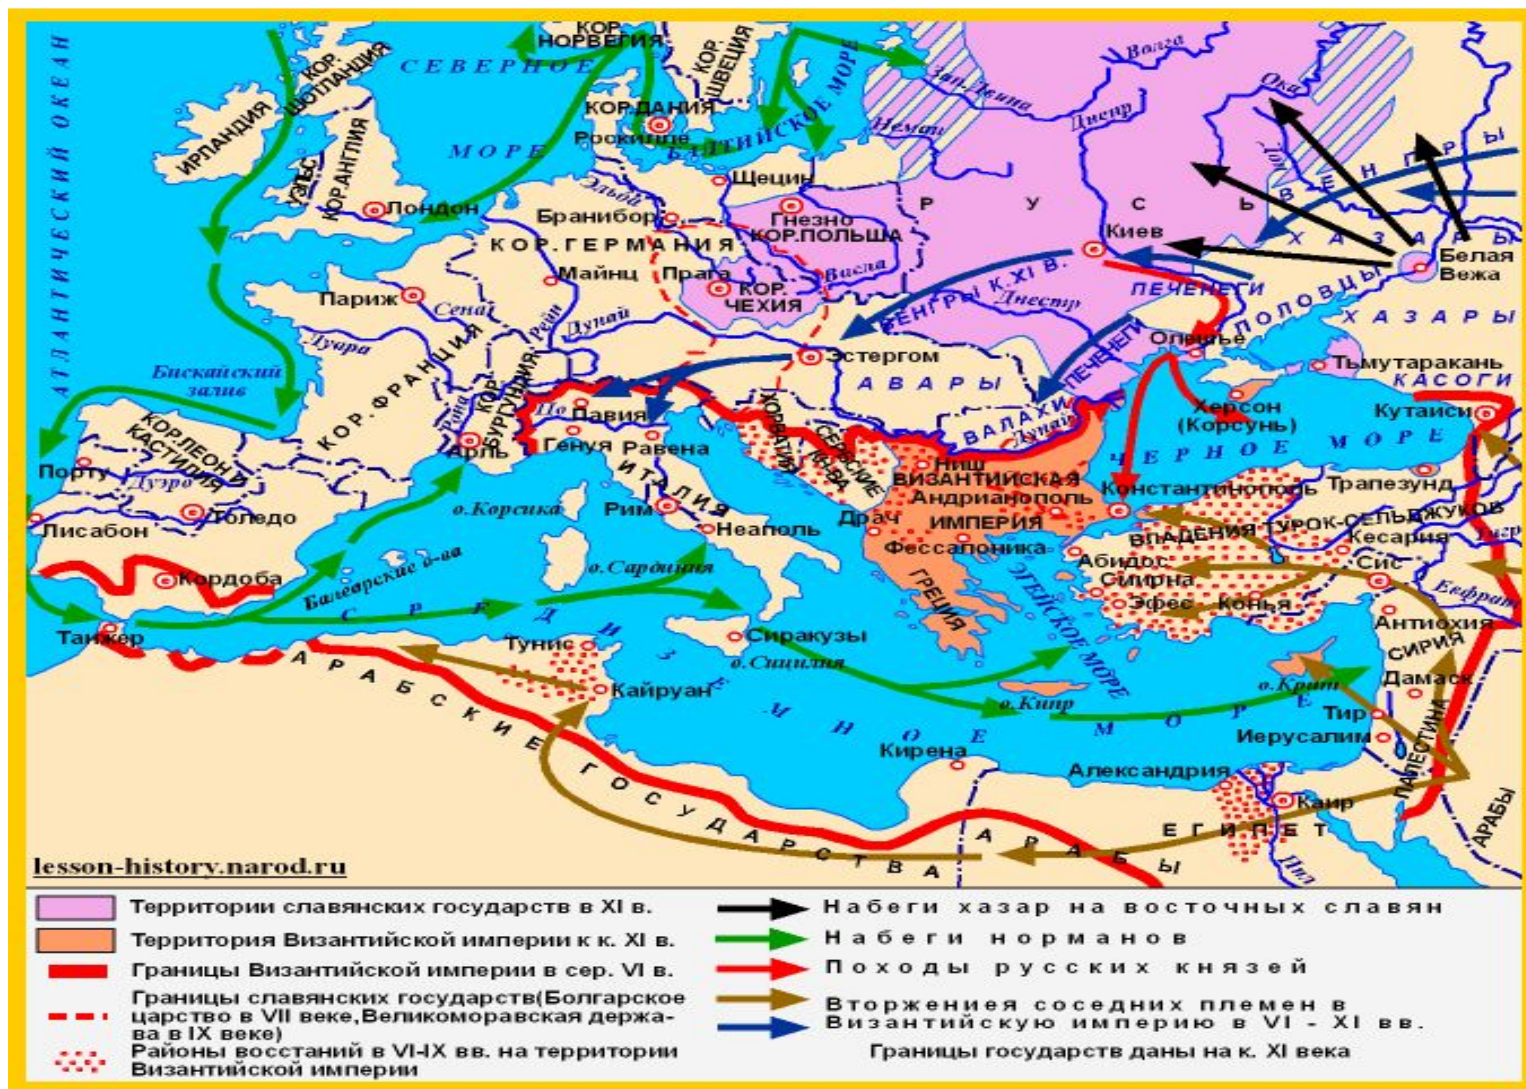 АТЛАНТИЧЕСКИЙ ОКЕАН
КОР.
ШОТЛАНДИЯ
ИРЛАНДИЯ
УЭЛЬС
КОР.АНГЛИЯ
Лондон
СЕВЕРНОЕ
МОРЕ
КОР.
НОРВЕГИЯ
КОР.
ШВЕЦИЯ
КОР.ДАНИЯ
Роскилле
БАЛТИЙСКОЕ МОРЕ
Зап.Двина
Неман
Волга
Ока
Днепр
Дон
ВЕНГРЫ
Щецин
Эльба
Бранибор
Гнезно
КОР.ПОЛЬША
РУСЬ
Киев
ХАЗАРЫ
Белая
Вежа
КОР.ГЕРМАНИЯ
Майнц
Прага
КОР.
ЧЕХИЯ
Висла
ВЕНГРЫ К.XI В.
Днестр
ПЕЧЕНЕГИ
ПОЛОВЦЫ
ХАЗАРЫ
Париж
Сена
Рейн
Дунай
Луара
Бискайский
залив
КОР.ФРАНЦИЯ
КОР.
БУРГУНДИЯ
Рона
Эстергом
АВАРЫ
ПЕЧЕНЕГИ
Олешье
Тьмутаракань
КАСОГИ
Херсон
(Корсунь)
Кутаиси
ЧЕРНОЕ МОРЕ
По
Павия
Генуя
Равена
ХОРВАТИЯ
СЕРБСКИЕ
КН-ВА
ВАЛАХИ
Дунай
КОР.ЛЕОН И
КАСТИЛИЯ
Порту
Дуэро
Толедо
Лисабон
Арль
ИТАЛИЯ
о.Корсика
Рим
Неаполь
Драч
Ниш
ВИЗАНТИЙСКАЯ
Андрианополь
ИМПЕРИЯ
Фессалоника
Константинополь
Трапезунд
ВЛАДЕНИЯ ТУРОК-СЕЛЬДЖУКОВ
Кесария
Тигр
Кордоба
Балеарские о-ва
о.Сардиния
ГРЕЦИЯ
ЭГЕЙСКОЕ МОРЕ
Абидос
Смирна
Эфес
Конья
Сис
Евфрат
Антиохия
СИРИЯ
Танжер
СРЕДИЗЕМНОЕ МОРЕ
Тунис
Сиракузы
о.Сицилия
Кайруан
о.Кипр
о.Крит
Дамаск
Тир
Иерусалим
ПАЛЕСТИНА
АРАБСКИЕ ГОСУДАРСТВА
Кирена
Александрия
Каир
ЕГИПЕТ
Нил
АРАБЫ
АРАБЫ
lesson-history.narod.ru
Территории славянских государств в XI в.
Территория Византийской империи к к. XI в.
Границы Византийской империи в сер. VI в.
Границы славянских государств(Болгарское
царство в VII веке,Великоморавская держа-
ва в IX веке)
Районы восстаний в VI-IX вв. на территории
Византийской империи
Набеги хазар на восточных славян
Набеги норманов
Походы русских князей
Вторжениея соседних племен в
Византийскую империю в VI - XI вв.
Границы государств даны на к. XI века